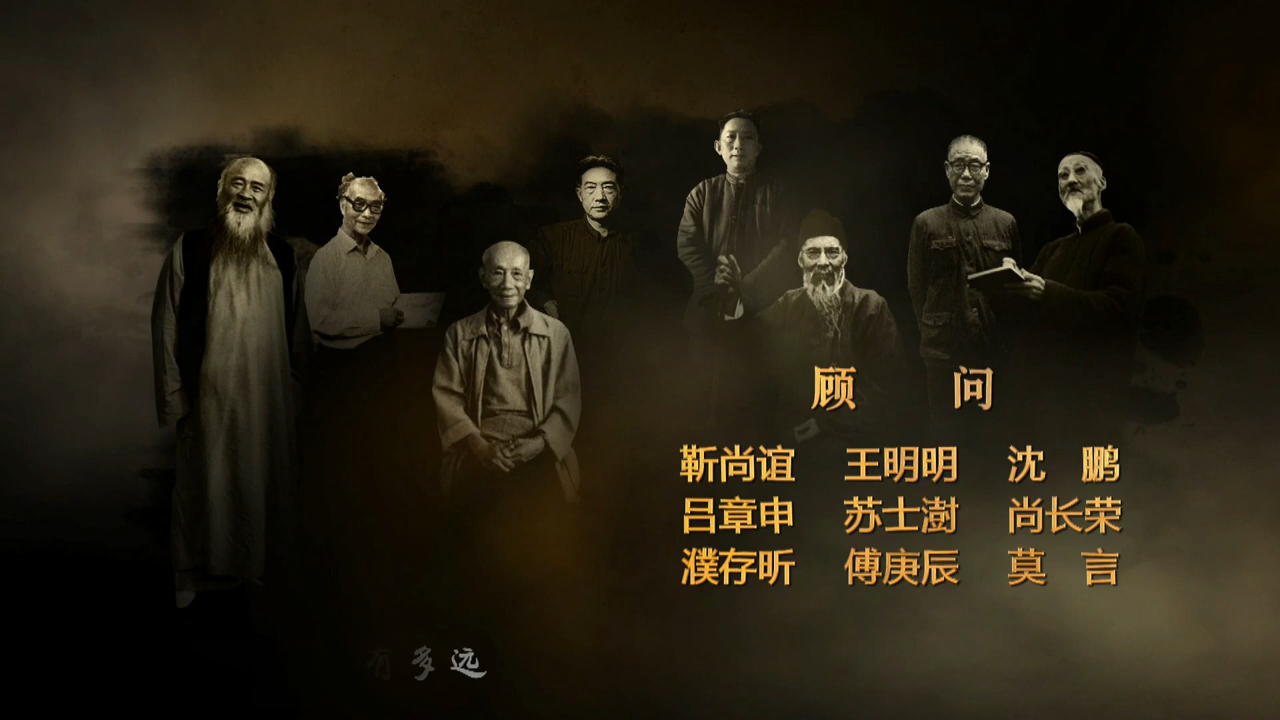 顾 问
靳尚谊 王明明 沈 鹏
吕章申 苏士澍 尚长荣
濮存昕 傅庚辰 莫 言
有多远